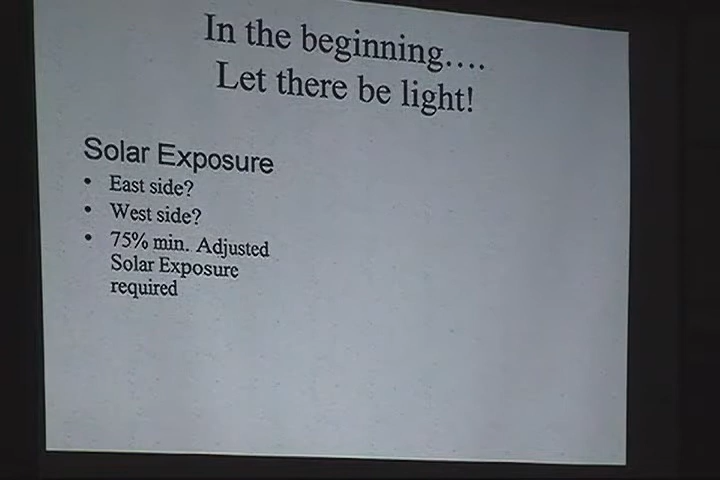 In the beginning....
Let there be light!
Solar Exposure
• East side?
• West side?
• 75% min. Adjusted
Solar Exposure
required